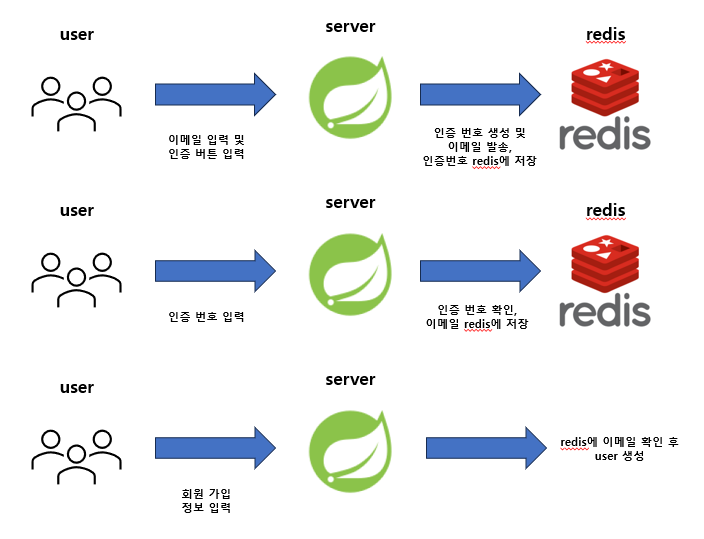 user
server
redis
이메일 입력 및
인증 버튼 입력
인증 번호 생성 및
이메일 발송,
인증번호 redis에 저장
redis
user
server
redis
인증 번호 입력
인증 번호 확인,
이메일 redis에 저장
redis
user
server
회원 가입
정보 입력
redis에 이메일 확인 후
user 생성